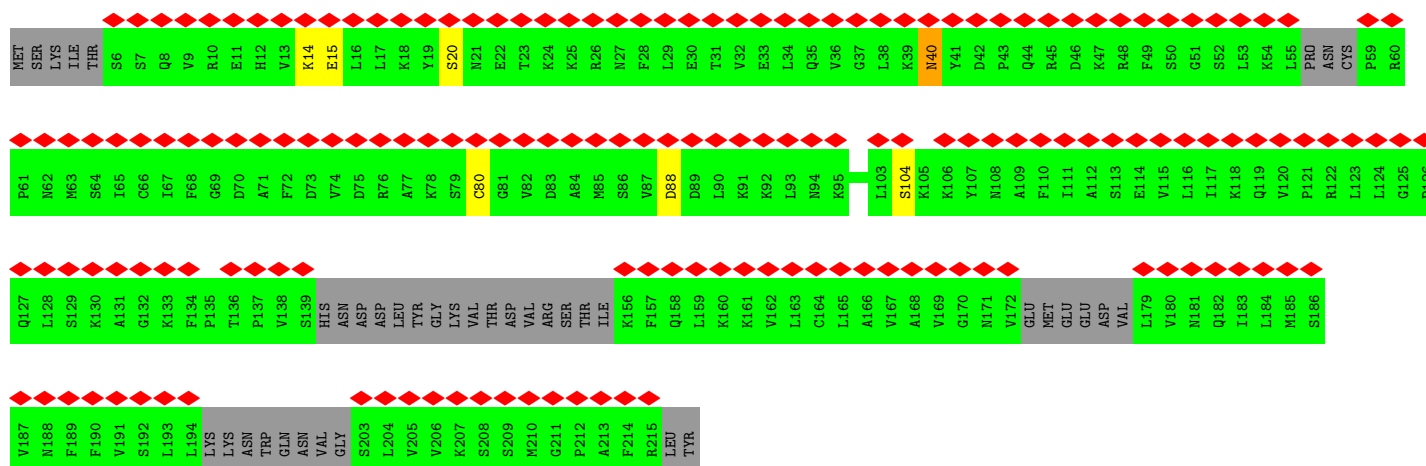 MET SER LYS ILE THR S6 S7 Q8 V9 R10 E11 H12 V13 K14 E15 L16 L17 K18 Y19 S20 N21 E22 T23 K24 K25 R26 N27 F28 L29 E30 T31 V32 E33 L34 Q35 V36 G37 L38 K39 N40 Y41 D42 P43 Q44 R45 D46 K47 R48 F49 S50 G51 S52 L53 K54 L55 PRO ASN CYS P59 R60
P61 N62 M63 S64 I65 C66 I67 F68 G69 D70 A71 F72 D73 V74 D75 R76 A77 K78 S79 C80 G81 V82 D83 A84 M85 S86 V87 D88 D89 L90 K91 K92 L93 N94 K95 L103 S104 K105 K106 Y107 N108 A109 F110 I111 A112 S113 E114 V115 L116 I117 K118 Q119 V120 P121 R122 L123 L124 G125
Q127 L128 S129 K130 A131 G132 K133 F134 P135 T136 P137 V138 S139 HIS ASN ASP ASP LEU TYR GLY LYS VAL THR ASP VAL ARG SER THR ILE K156 F157 Q158 L159 K160 K161 V162 L163 C164 L165 A166 V167 A168 V169 G170 N171 V172 GLU MET GLU GLU ASP VAL L179 V180 N181 Q182 I183 L184 M185 S186
V187 N188 F189 F190 V191 S192 L193 L194 LYS LYS ASN TRP GLN ASN VAL GLY S203 L204 V205 V206 K207 S208 S209 M210 G211 P212 A213 F214 R215 LEU TYR